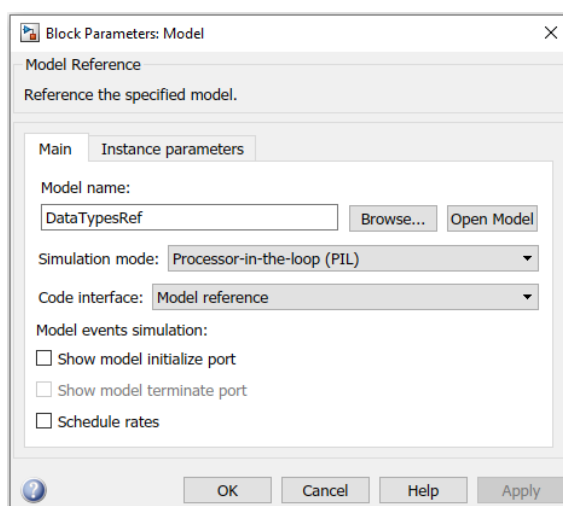 Block Parameters: Model
Model Reference
Reference the specified model.
Main Instance parameters
Model name:
DataTypesRef Browse... Open Model
Simulation mode: Processor-in-the-loop (PIL)
Code interface: Model reference
Model events simulation:
Show model initialize port
Show model terminate port
Schedule rates
? OK Cancel Help Apply